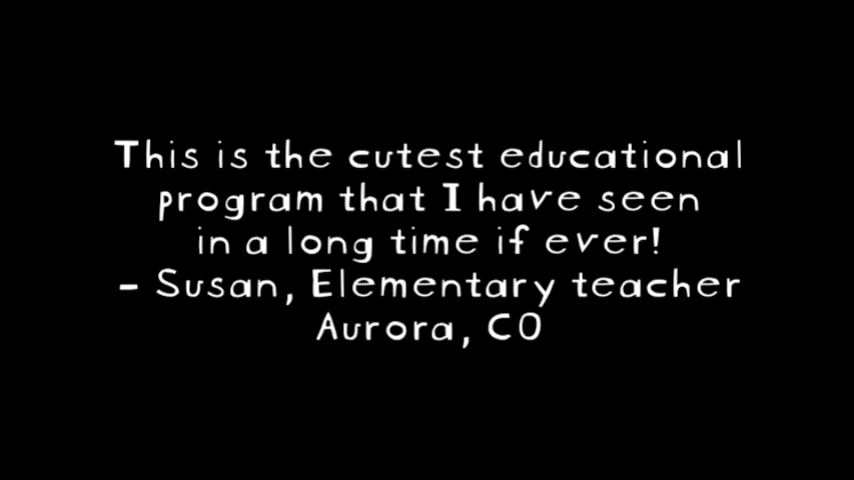 This is the cutest educational
program that I have seen
in a long time if ever!
- Susan, Elementary teacher
Aurora, CO